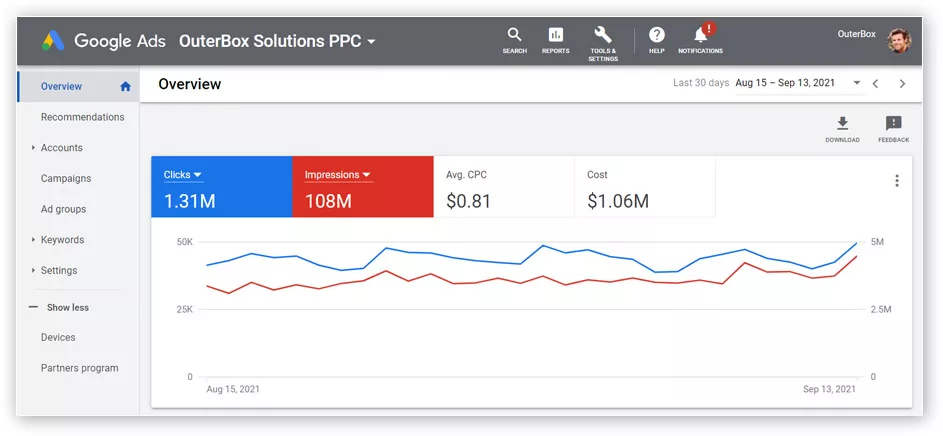 Google Ads OuterBox Solutions PPC
SEARCH
REPORTS
TOOLS &
SETTINGS
HELP
!
NOTIFICATIONS
OuterBox
Overview
Recommendations
Accounts
Campaigns
Ad groups
Keywords
Settings
Show less
Devices
Partners program
Overview
Last 30 days Aug 15 – Sep 13, 2021
DOWNLOAD
FEEDBACK
Clicks
1.31M
Impressions
108M
Avg. CPC
$0.81
Cost
$1.06M
50K
25K
0
5M
2.5M
0
Aug 15, 2021
Sep 13, 2021